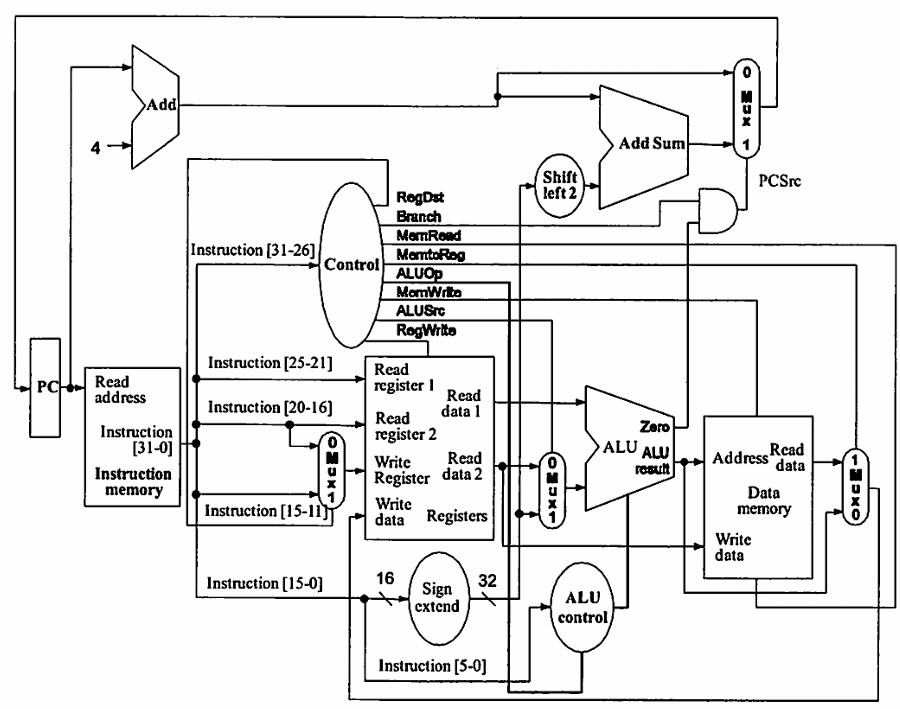 Add
4
Add Sum
0
M
u
x
1
PCSrc
Shift
left 2
RegDst
Branch
MemRead
MemtoReg
ALUOp
MemWrite
ALUSrc
RegWrite
Control
Instruction [31-26]
PC
Read
address
Instruction
[31-0]
Instruction
memory
Instruction [25-21]
Instruction [20-16]
Instruction [15-11]
0
M
u
x
1
Read
register 1
Read
register 2
Write
Register
Write
data
Read
data 1
Read
data 2
Registers
0
M
u
x
1
ALU
Zero
ALU
result
Address
Read
data
Data
memory
Write
data
1
M
u
x
0
Instruction [15-0]
16
Sign
extend
32
ALU
control
Instruction [5-0]